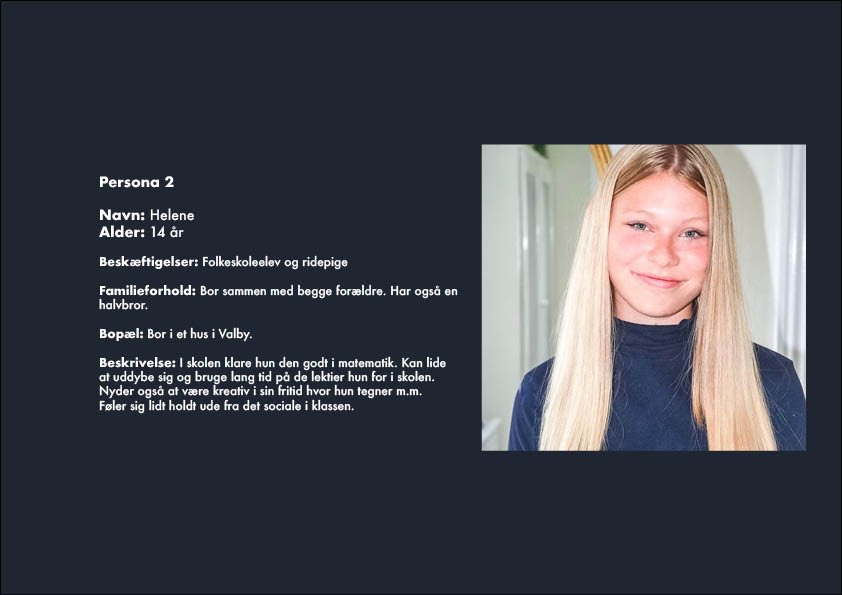 Persona 2
Navn: Helene
Alder: 14 år
Beskæftigelser: Folkeskoleelev og ridepige
Familieforhold: Bor sammen med begge forældre. Har også en
halvbror.
Bopæl: Bor i et hus i Valby.
Beskrivelse: I skolen klare hun den godt i matematik. Kan lide
at uddybe sig og bruge lang tid på de lektier hun for i skolen.
Nyder også at være kreativ i sin fritid hvor hun tegner m.m.
Føler sig lidt holdt ude fra det sociale i klassen.